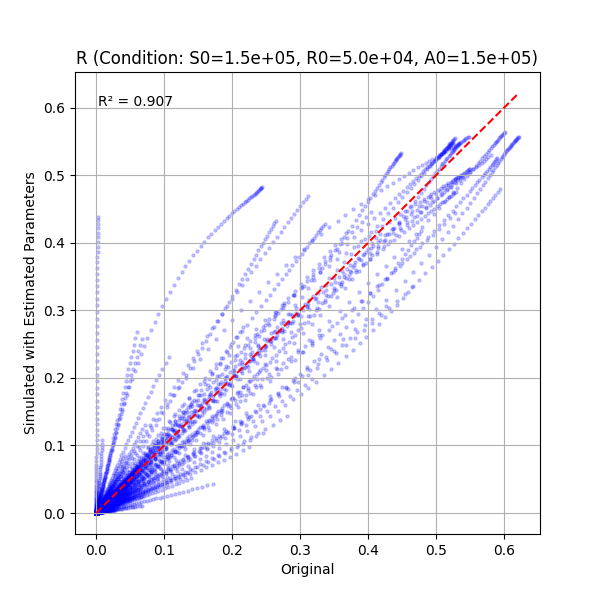 R (Condition: S0=1.5e+05, R0=5.0e+04, A0=1.5e+05)
R² = 0.907
0.6
0.5
0.4
0.3
0.2
0.1
0.0
Simulated with Estimated Parameters
0.0 0.1 0.2 0.3 0.4 0.5 0.6
Original